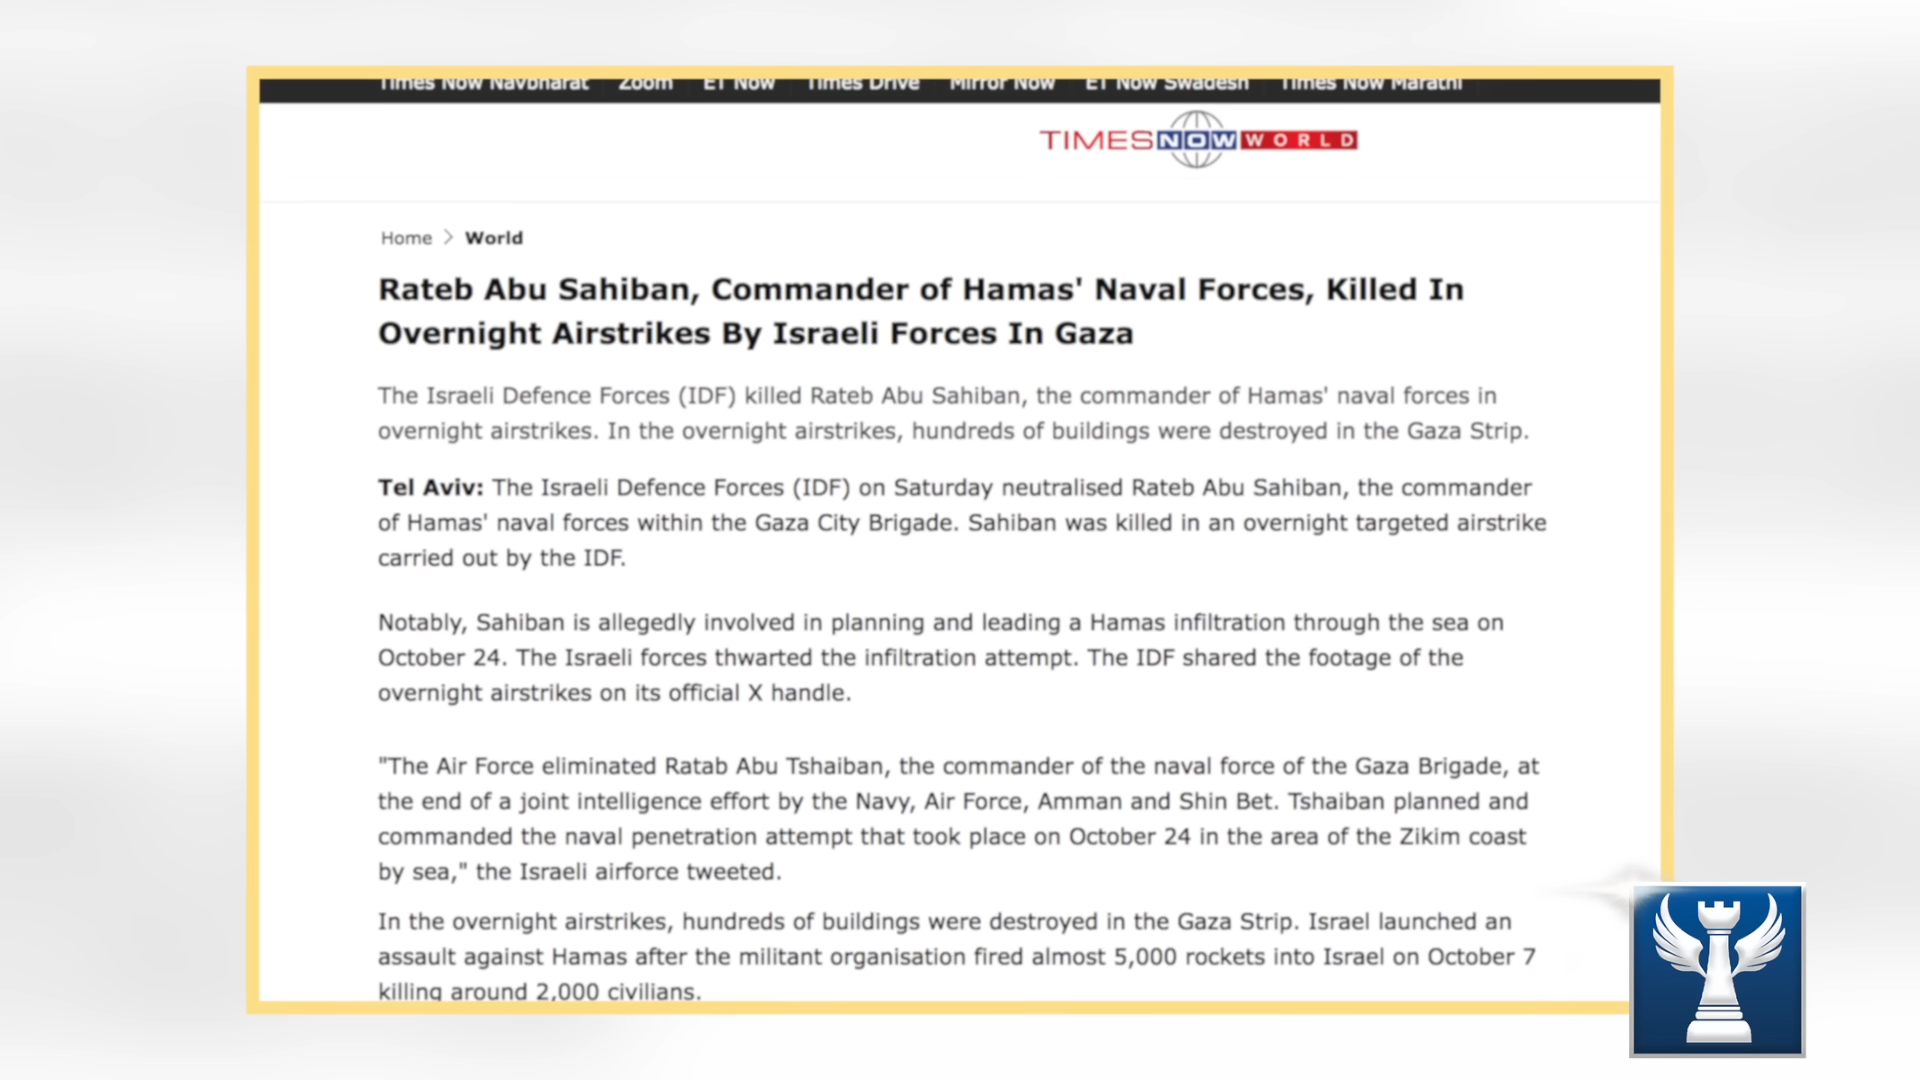 Times Now Navbharat Zoom ET Now Times Drive Mirror Now ET Now Swadesh Times Now Marathi
TIMES NOW WORLD
Home > World
Rateb Abu Sahiban, Commander of Hamas' Naval Forces, Killed In
Overnight Airstrikes By Israeli Forces In Gaza
The Israeli Defence Forces (IDF) killed Rateb Abu Sahiban, the commander of Hamas' naval forces in
overnight airstrikes. In the overnight airstrikes, hundreds of buildings were destroyed in the Gaza Strip.
Tel Aviv: The Israeli Defence Forces (IDF) on Saturday neutralised Rateb Abu Sahiban, the commander
of Hamas' naval forces within the Gaza City Brigade. Sahiban was killed in an overnight targeted airstrike
carried out by the IDF.
Notably, Sahiban is allegedly involved in planning and leading a Hamas infiltration through the sea on
October 24. The Israeli forces thwarted the infiltration attempt. The IDF shared the footage of the
overnight airstrikes on its official X handle.
"The Air Force eliminated Ratab Abu Tshaiban, the commander of the naval force of the Gaza Brigade, at
the end of a joint intelligence effort by the Navy, Air Force, Amman and Shin Bet. Tshaiban planned and
commanded the naval penetration attempt that took place on October 24 in the area of the Zikim coast
by sea," the Israeli airforce tweeted.
In the overnight airstrikes, hundreds of buildings were destroyed in the Gaza Strip. Israel launched an
assault against Hamas after the militant organisation fired almost 5,000 rockets into Israel on October 7
killing around 2,000 civilians.